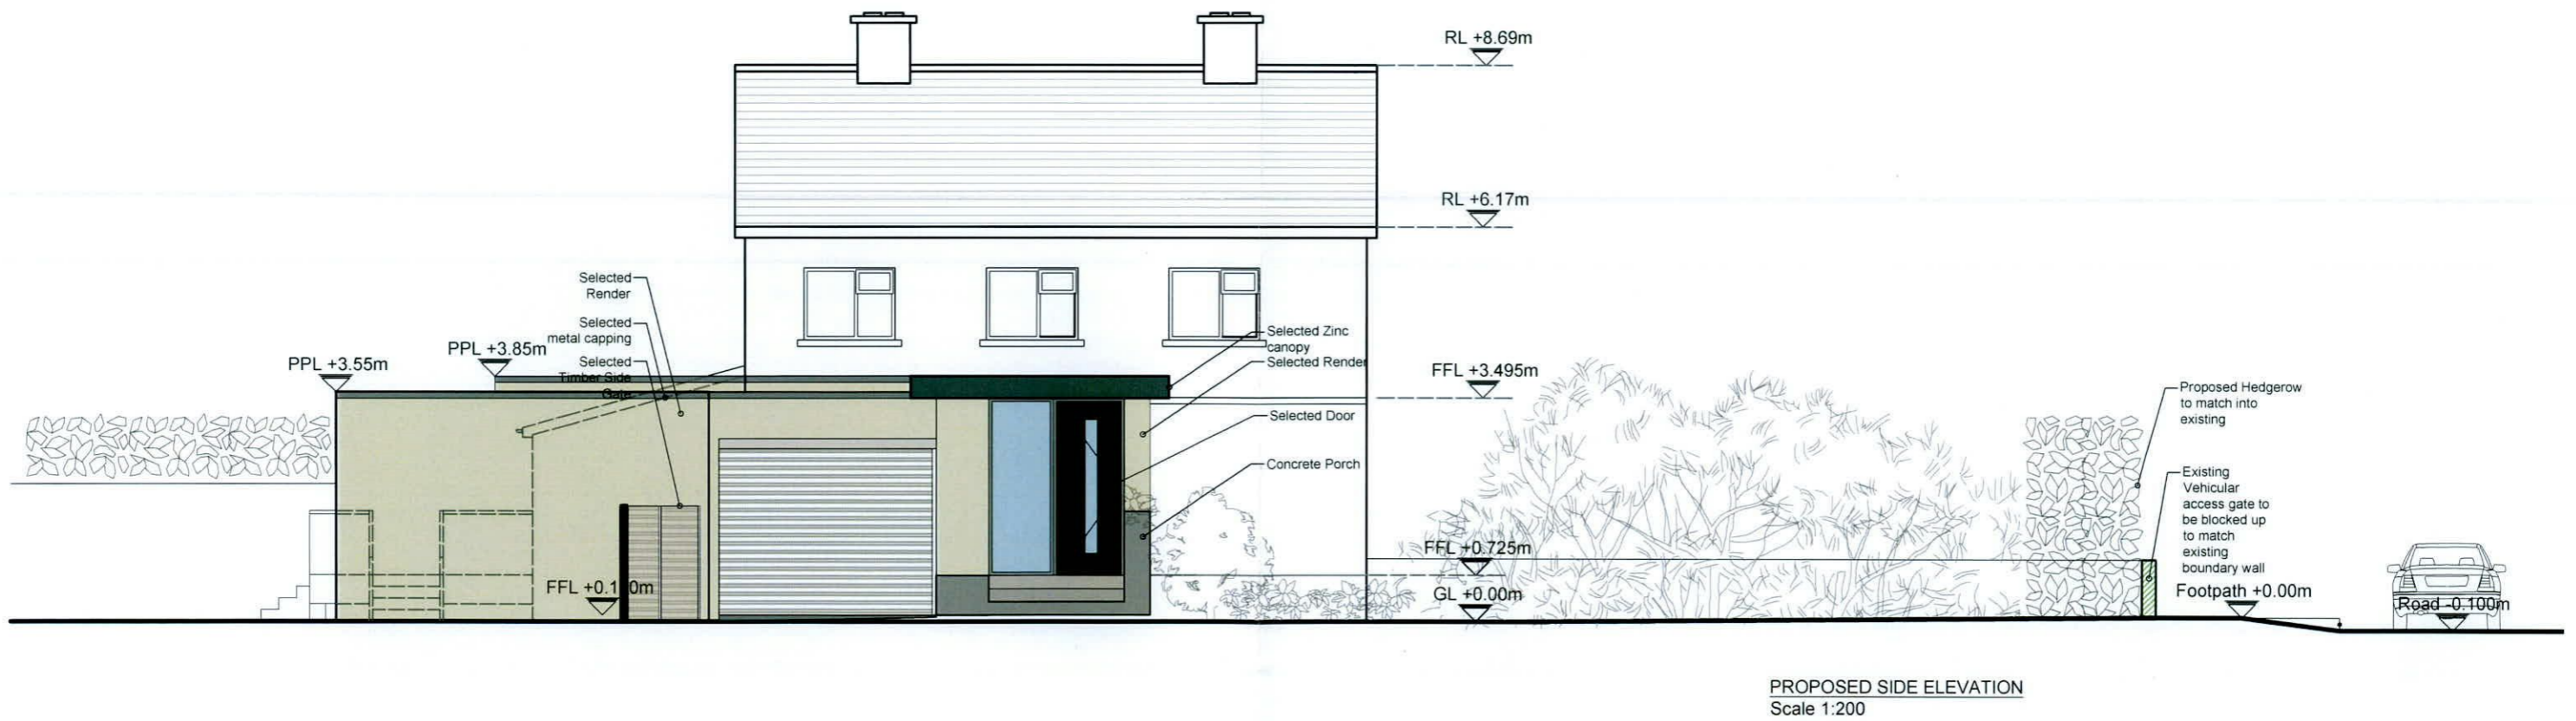 RL +8.69m
RL +6.17m
Selected
Render
Selected
metal capping
Selected
Timber Side
Gate
PPL +3.85m
PPL +3.55m
Selected Zinc
canopy
Selected Render
FFL +3.495m
Selected Door
Concrete Porch
Proposed Hedgerow
to match into
existing
Existing
Vehicular
access gate to
be blocked up
to match
existing
boundary wall
FFL +0.725m
GL +0.00m
Footpath +0.00m
Road -0.100m
PROPOSED SIDE ELEVATION
Scale 1:200